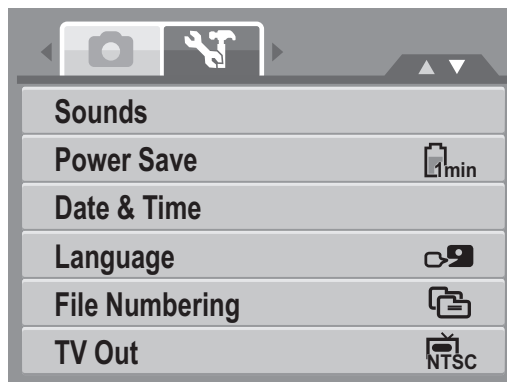 Sounds
Power Save 1min
Date & Time
Language
File Numbering
TV Out NTSC